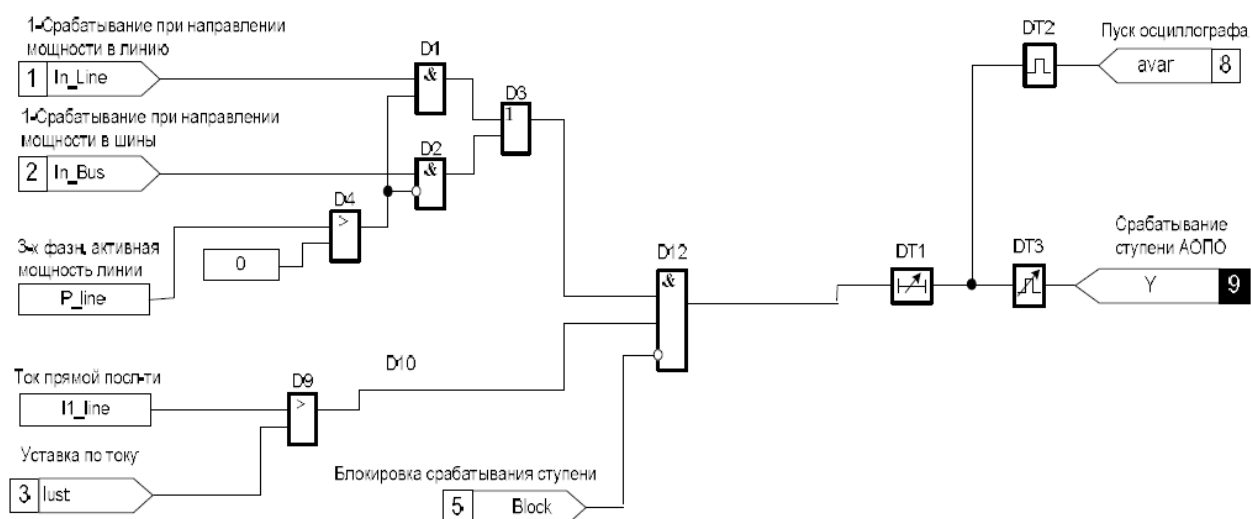 1-Срабатывание при направлении
мощности в линию
1 In_Line
D1
&
1-Срабатывание при направлении
мощности в шины
2 In_Bus
D2
&
D3
1
D4
>
0
3-х фазн. активная
мощность линии
P_line
Ток прямой посл-ти
I1_line
D9
>
D10
Уставка по току
3 Iust
Блокировка срабатывания ступени
5 Block
D12
&
DT1
DT2
Пуск осциллографа
avar 8
DT3
Срабатывание
ступени АОПО
Y 9